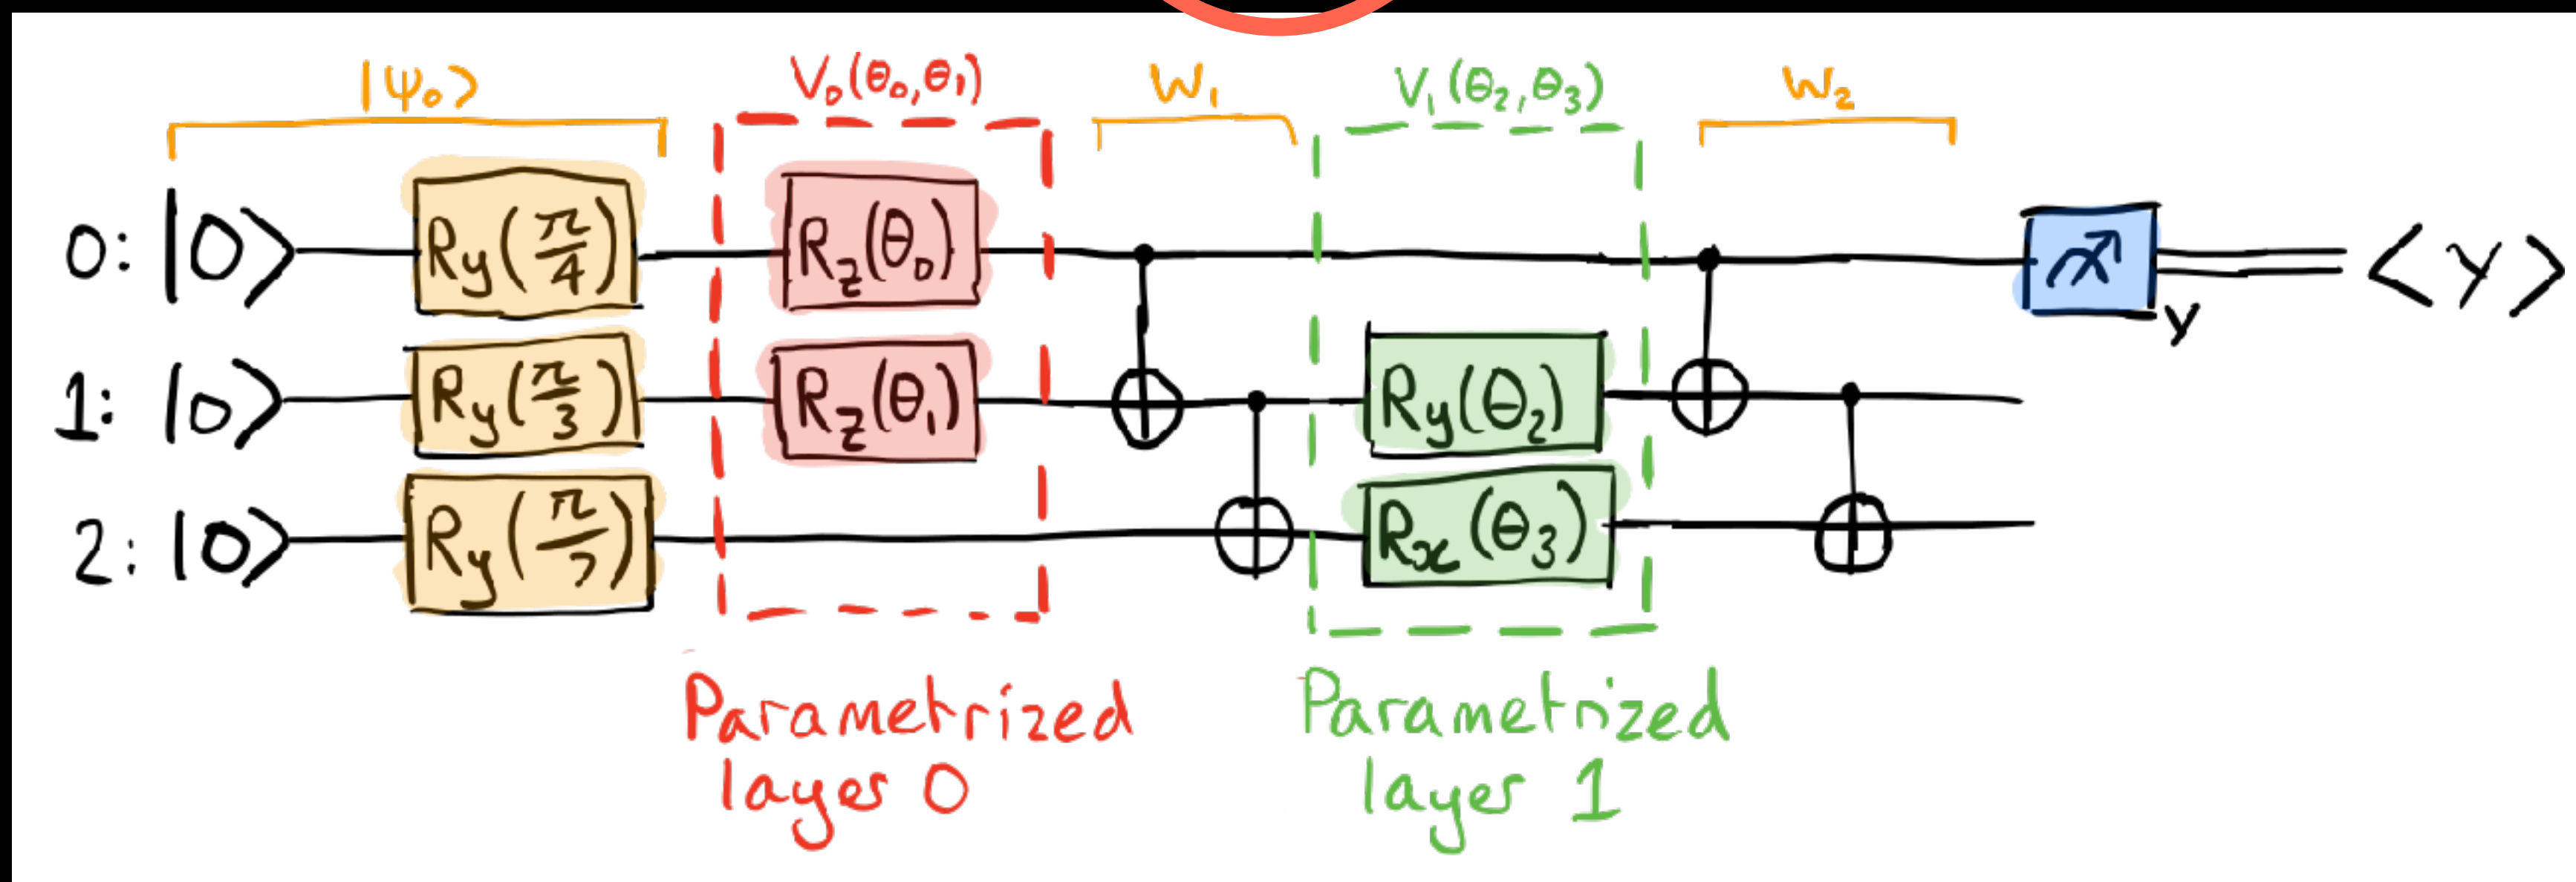 |ψ₀⟩ V₀(θ₀,θ₁) W₁ V₁(θ₂,θ₃) W₂
0: |0⟩ Ry(π/4) Rz(θ₀) ⟨Y⟩
Y
1: |0⟩ Ry(π/3) Rz(θ₁) Ry(θ₂)
2: |0⟩ Ry(π/7) Rx(θ₃)
Parametrized Parametrized
layer 0 layer 1